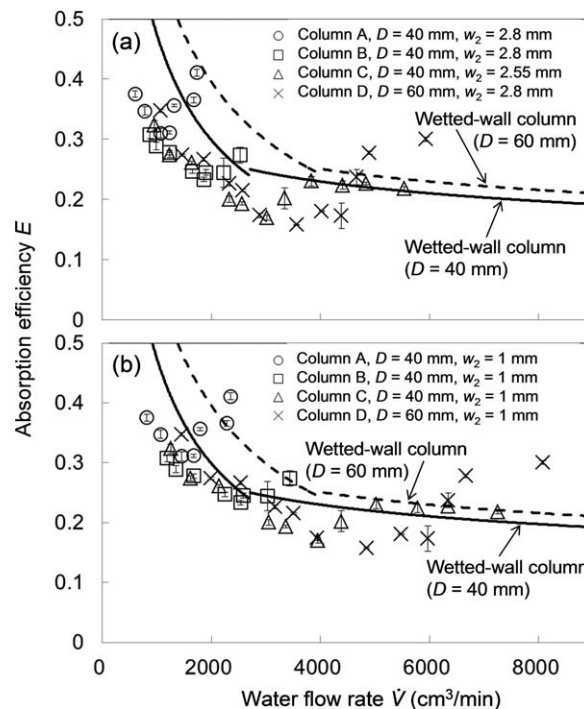 Absorption efficiency E
(a)
Column A, D = 40 mm, w2 = 2.8 mm
Column B, D = 40 mm, w2 = 2.8 mm
Column C, D = 40 mm, w2 = 2.55 mm
Column D, D = 60 mm, w2 = 2.8 mm
Wetted-wall column
(D = 60 mm)
Wetted-wall column
(D = 40 mm)
0.5
0.4
0.3
0.2
0.1
0
(b)
Column A, D = 40 mm, w2 = 1 mm
Column B, D = 40 mm, w2 = 1 mm
Column C, D = 40 mm, w2 = 1 mm
Column D, D = 60 mm, w2 = 1 mm
Wetted-wall column
(D = 60 mm)
Wetted-wall column
(D = 40 mm)
0.5
0.4
0.3
0.2
0.1
0
0 2000 4000 6000 8000
Water flow rate V̇ (cm³/min)